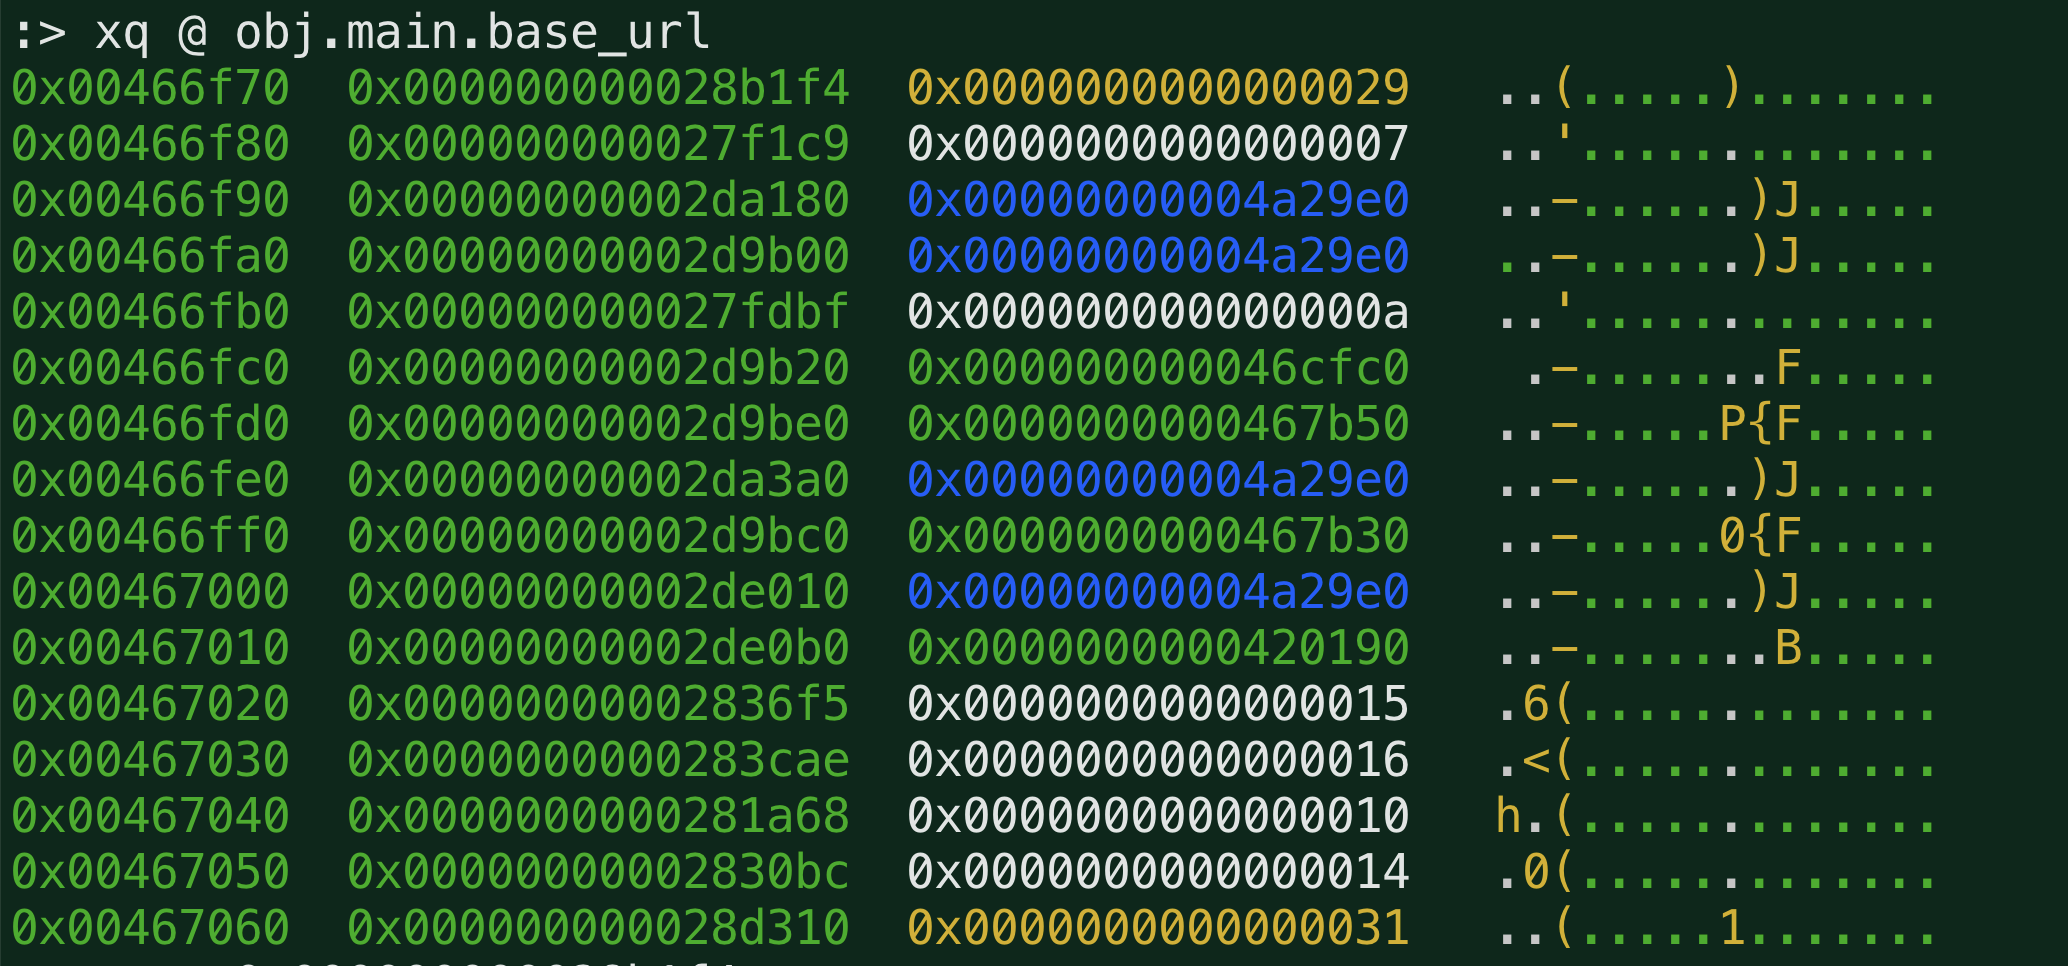 :> xq @ obj.main.base_url
0x00466f70  0x000000000028b1f4  0x0000000000000029   ..(.....).......
0x00466f80  0x000000000027f1c9  0x0000000000000007   ..'.............
0x00466f90  0x00000000002da180  0x00000000004a29e0   ..-......)J.....
0x00466fa0  0x00000000002d9b00  0x00000000004a29e0   ..-......)J.....
0x00466fb0  0x000000000027fdbf  0x000000000000000a   ..'.............
0x00466fc0  0x00000000002d9b20  0x000000000046cfc0    .-.......F.....
0x00466fd0  0x00000000002d9be0  0x0000000000467b50   ..-.....P{F.....
0x00466fe0  0x00000000002da3a0  0x00000000004a29e0   ..-......)J.....
0x00466ff0  0x00000000002d9bc0  0x0000000000467b30   ..-.....0{F.....
0x00467000  0x00000000002de010  0x00000000004a29e0   ..-......)J.....
0x00467010  0x00000000002de0b0  0x0000000000420190   ..-.......B.....
0x00467020  0x00000000002836f5  0x0000000000000015   .6(.............
0x00467030  0x0000000000283cae  0x0000000000000016   .<(.............
0x00467040  0x0000000000281a68  0x0000000000000010   h.(.............
0x00467050  0x00000000002830bc  0x0000000000000014   .0(.............
0x00467060  0x000000000028d310  0x0000000000000031   ..(.....1.......